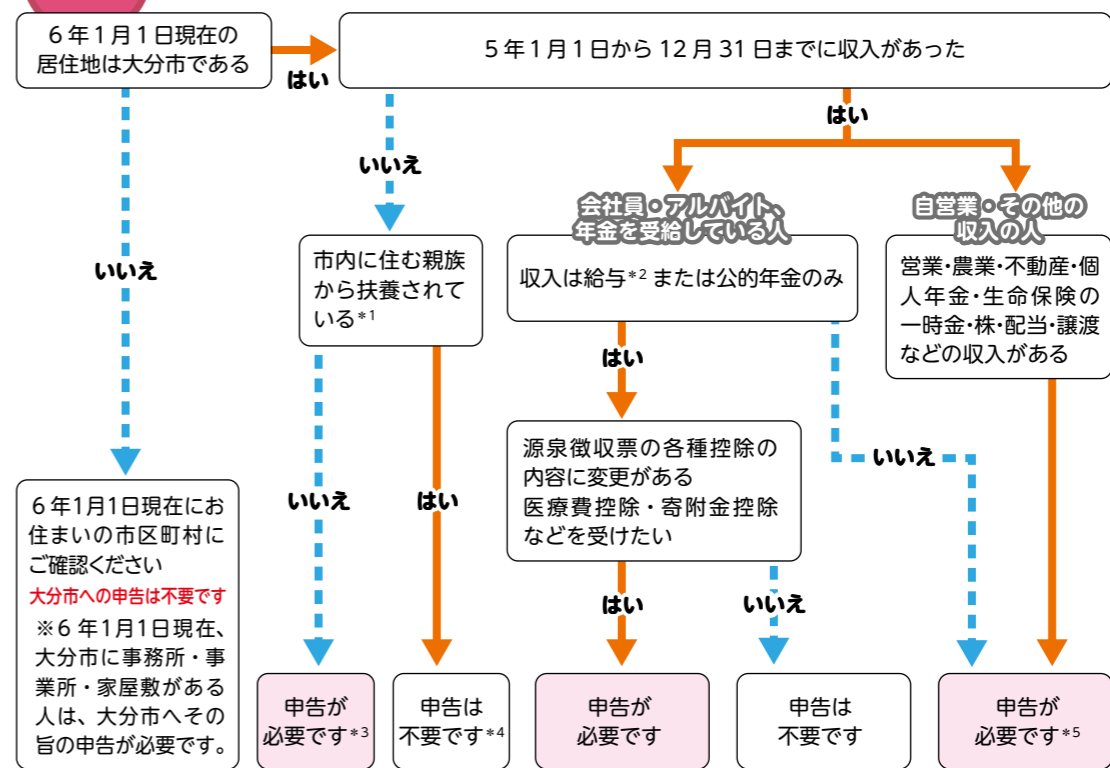 6年1月1日現在の
居住地は大分市である
はい
5年1月1日から12月31日までに収入があった
いいえ
いいえ
はい
会社員・アルバイト、
年金を受給している人
自営業・その他の
収入の人
市内に住む親族
から扶養されて
いる*1
収入は給与*2 または公的年金のみ
営業・農業・不動産・個
人年金・生命保険の
一時金・株・配当・譲渡
などの収入がある
はい
いいえ
源泉徴収票の各種控除の
内容に変更がある
医療費控除・寄附金控除
などを受けたい
いいえ
はい
はい
いいえ
6年1月1日現在にお
住まいの市区町村に
ご確認ください
大分市への申告は不要です
※6年1月1日現在、
大分市に事務所・事
業所・家屋敷がある
人は、大分市へその
旨の申告が必要です。
申告が
必要です*3
申告は
不要です*4
申告が
必要です
申告は
不要です
申告が
必要です*5